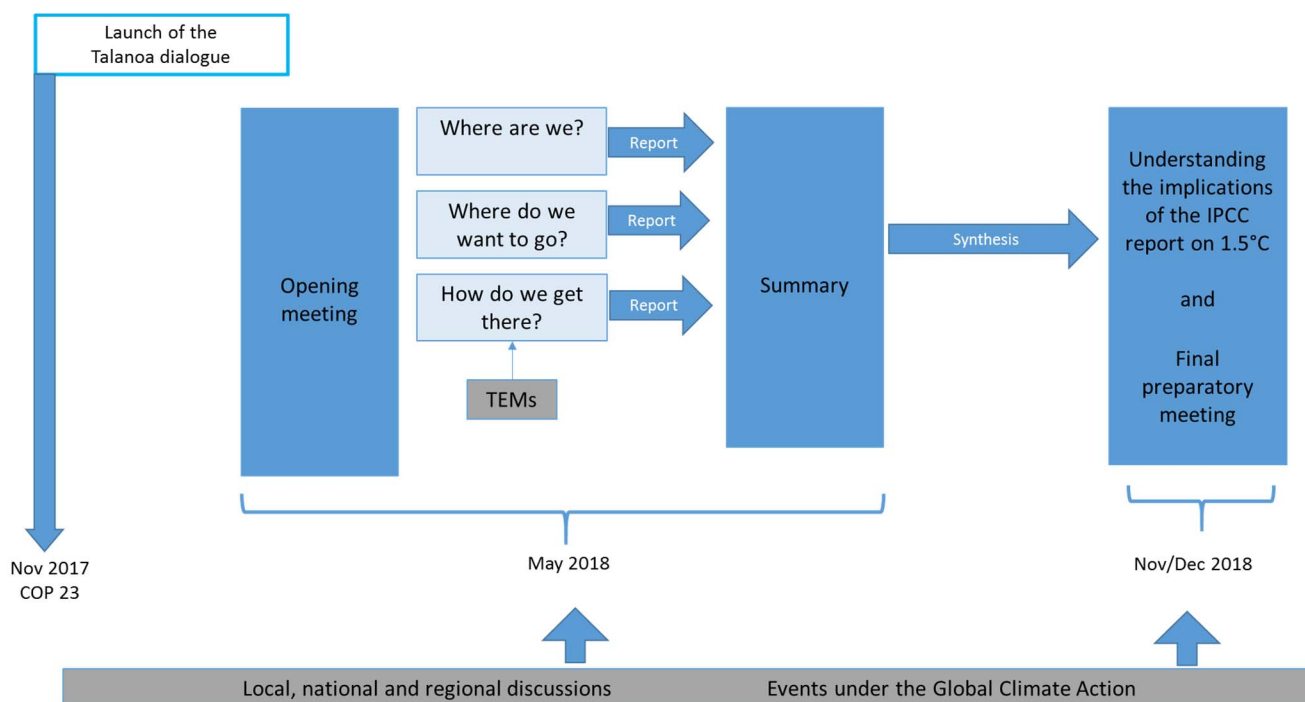 Launch of the
Talanoa dialogue
Opening
meeting
Where are we?
Report
Where do we
want to go?
Report
How do we get
there?
Report
TEMs
Summary
Synthesis
Understanding
the implications
of the IPCC
report on 1.5°C
and
Final
preparatory
meeting
Nov 2017
COP 23
May 2018
Nov/Dec 2018
Local, national and regional discussions
Events under the Global Climate Action